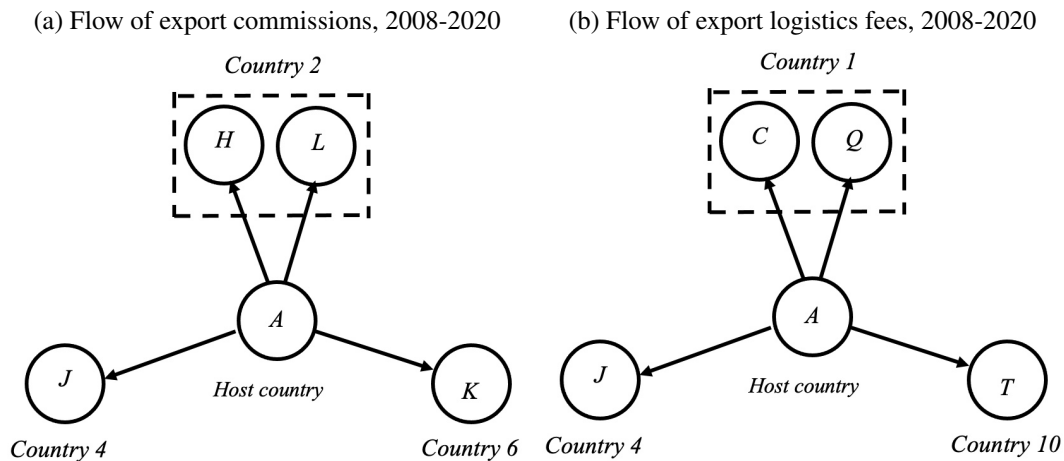 (a) Flow of export commissions, 2008-2020
Country 2
H
L
A
J
Host country
K
Country 4
Country 6
(b) Flow of export logistics fees, 2008-2020
Country 1
C
Q
A
J
Host country
T
Country 4
Country 10